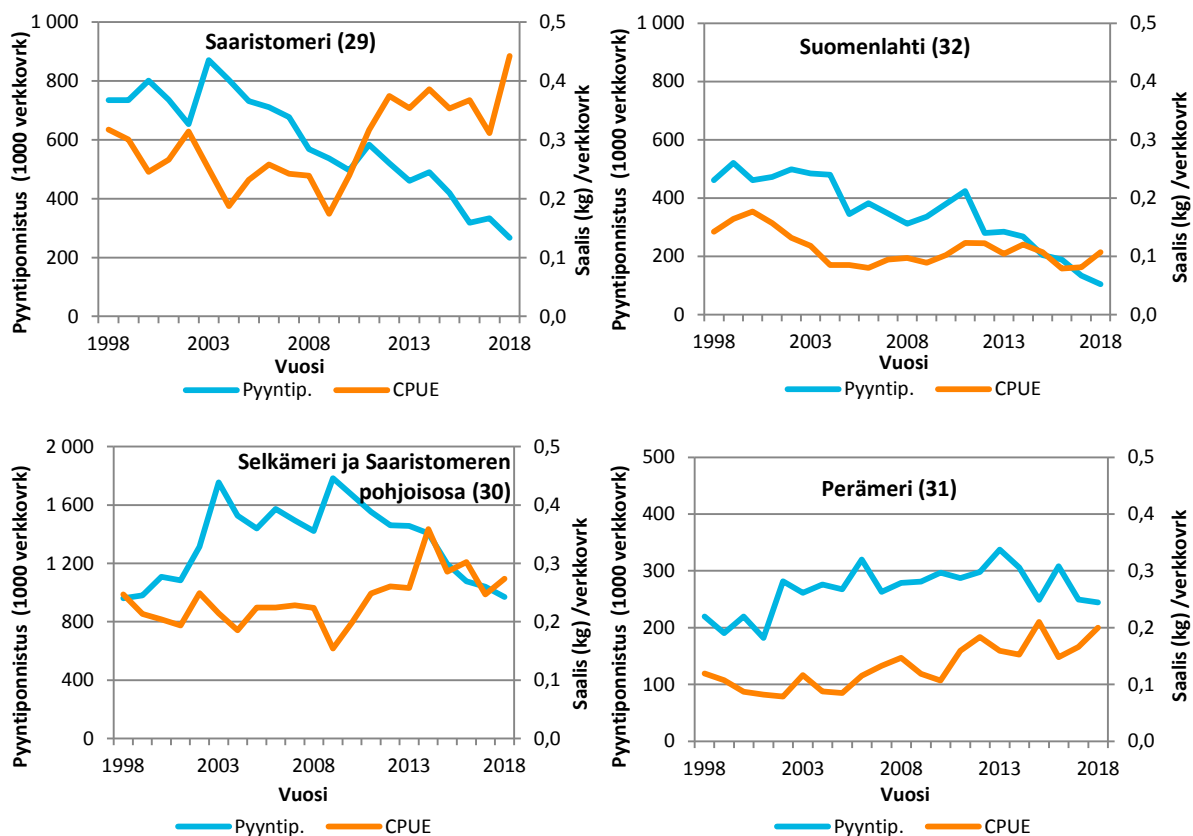 Saaristomeri (29)
Pyyntiponnistus (1000 verkkovrk)
1 000
800
600
400
200
0
0,5
0,4
0,3
0,2
0,1
0,0
Saalis (kg) /verkkovrk
1998 2003 2008 2013 2018
Vuosi
Pyyntip. CPUE
Suomenlahti (32)
Pyyntiponnistus (1000 verkkovrk)
1 000
800
600
400
200
0
0,5
0,4
0,3
0,2
0,1
0,0
Saalis (kg) /verkkovrk
1998 2003 2008 2013 2018
Vuosi
Pyyntip. CPUE
Selkämeri ja Saaristomeren
pohjoisosa (30)
Pyyntiponnistus (1000 verkkovrk)
2 000
1 600
1 200
800
400
0
0,5
0,4
0,3
0,2
0,1
0,0
Saalis (kg) /verkkovrk
1998 2003 2008 2013 2018
Vuosi
Pyyntip. CPUE
Perämeri (31)
Pyyntiponnistus (1000 verkkovrk)
500
400
300
200
100
0
0,5
0,4
0,3
0,2
0,1
0,0
Saalis (kg) /verkkovrk
1998 2003 2008 2013 2018
Vuosi
Pyyntip. CPUE